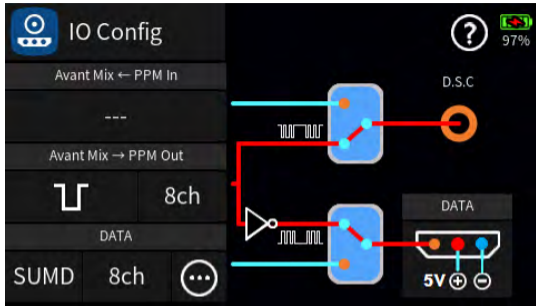 IO Config
?
97%
Avant Mix ← PPM In
---
Avant Mix → PPM Out
8ch
DATA
SUMD 8ch
D.S.C
DATA
5V ⊕ ⊖